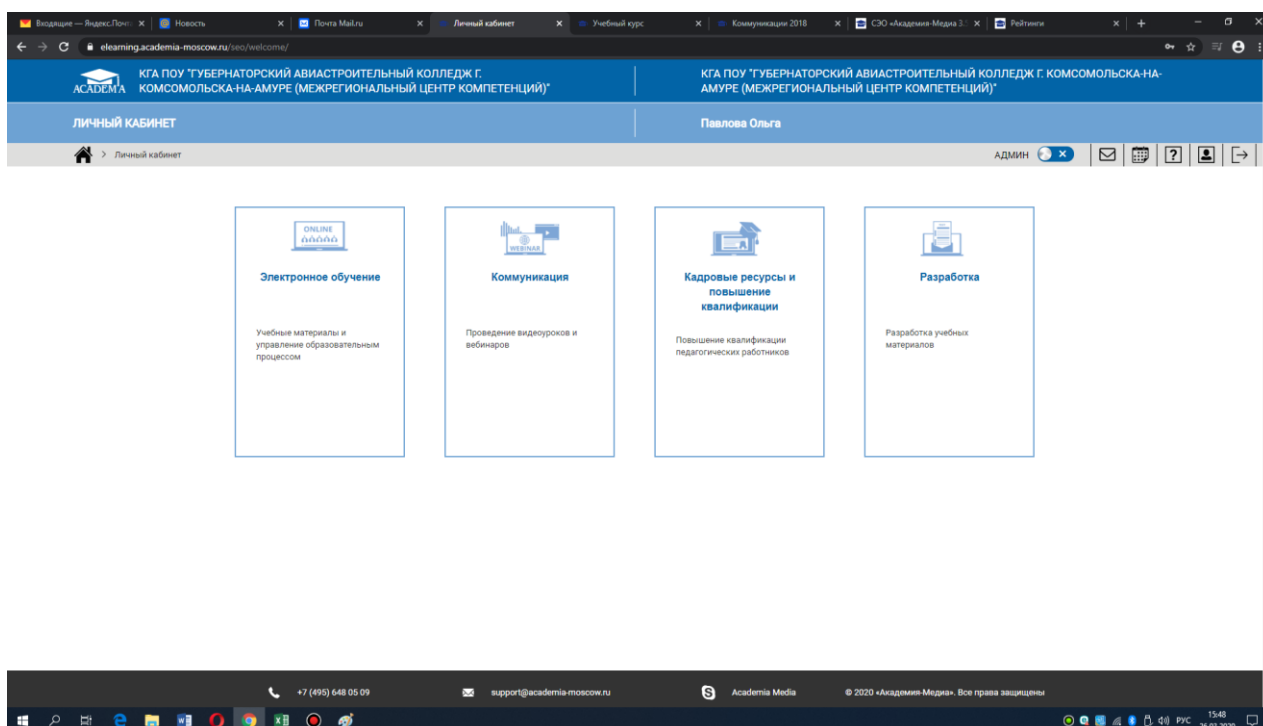 Входящие — Яндекс.Почт
Новость
Почта Mail.ru
Личный кабинет
Учебный курс
Коммуникации 2018
СЭО «Академия-Медиа 3.
Рейтинги
elearning.academia-moscow.ru/seo/welcome/
ACADEM'A
КГА ПОУ "ГУБЕРНАТОРСКИЙ АВИАСТРОИТЕЛЬНЫЙ КОЛЛЕДЖ Г.
КОМСОМОЛЬСКА-НА-АМУРЕ (МЕЖРЕГИОНАЛЬНЫЙ ЦЕНТР КОМПЕТЕНЦИЙ)"
КГА ПОУ "ГУБЕРНАТОРСКИЙ АВИАСТРОИТЕЛЬНЫЙ КОЛЛЕДЖ Г. КОМСОМОЛЬСКА-НА-
АМУРЕ (МЕЖРЕГИОНАЛЬНЫЙ ЦЕНТР КОМПЕТЕНЦИЙ)"
ЛИЧНЫЙ КАБИНЕТ
Павлова Ольга
> Личный кабинет
АДМИН
ONLINE
Электронное обучение
Учебные материалы и
управление образовательным
процессом
WEBINAR
Коммуникация
Проведение видеоуроков и
вебинаров
Кадровые ресурсы и
повышение
квалификации
Повышение квалификации
педагогических работников
Разработка
Разработка учебных
материалов
+7 (495) 648 05 09
support@academia-moscow.ru
Academia Media
© 2020 «Академия-Медиа». Все права защищены
РУС
15:48
26.03.2020